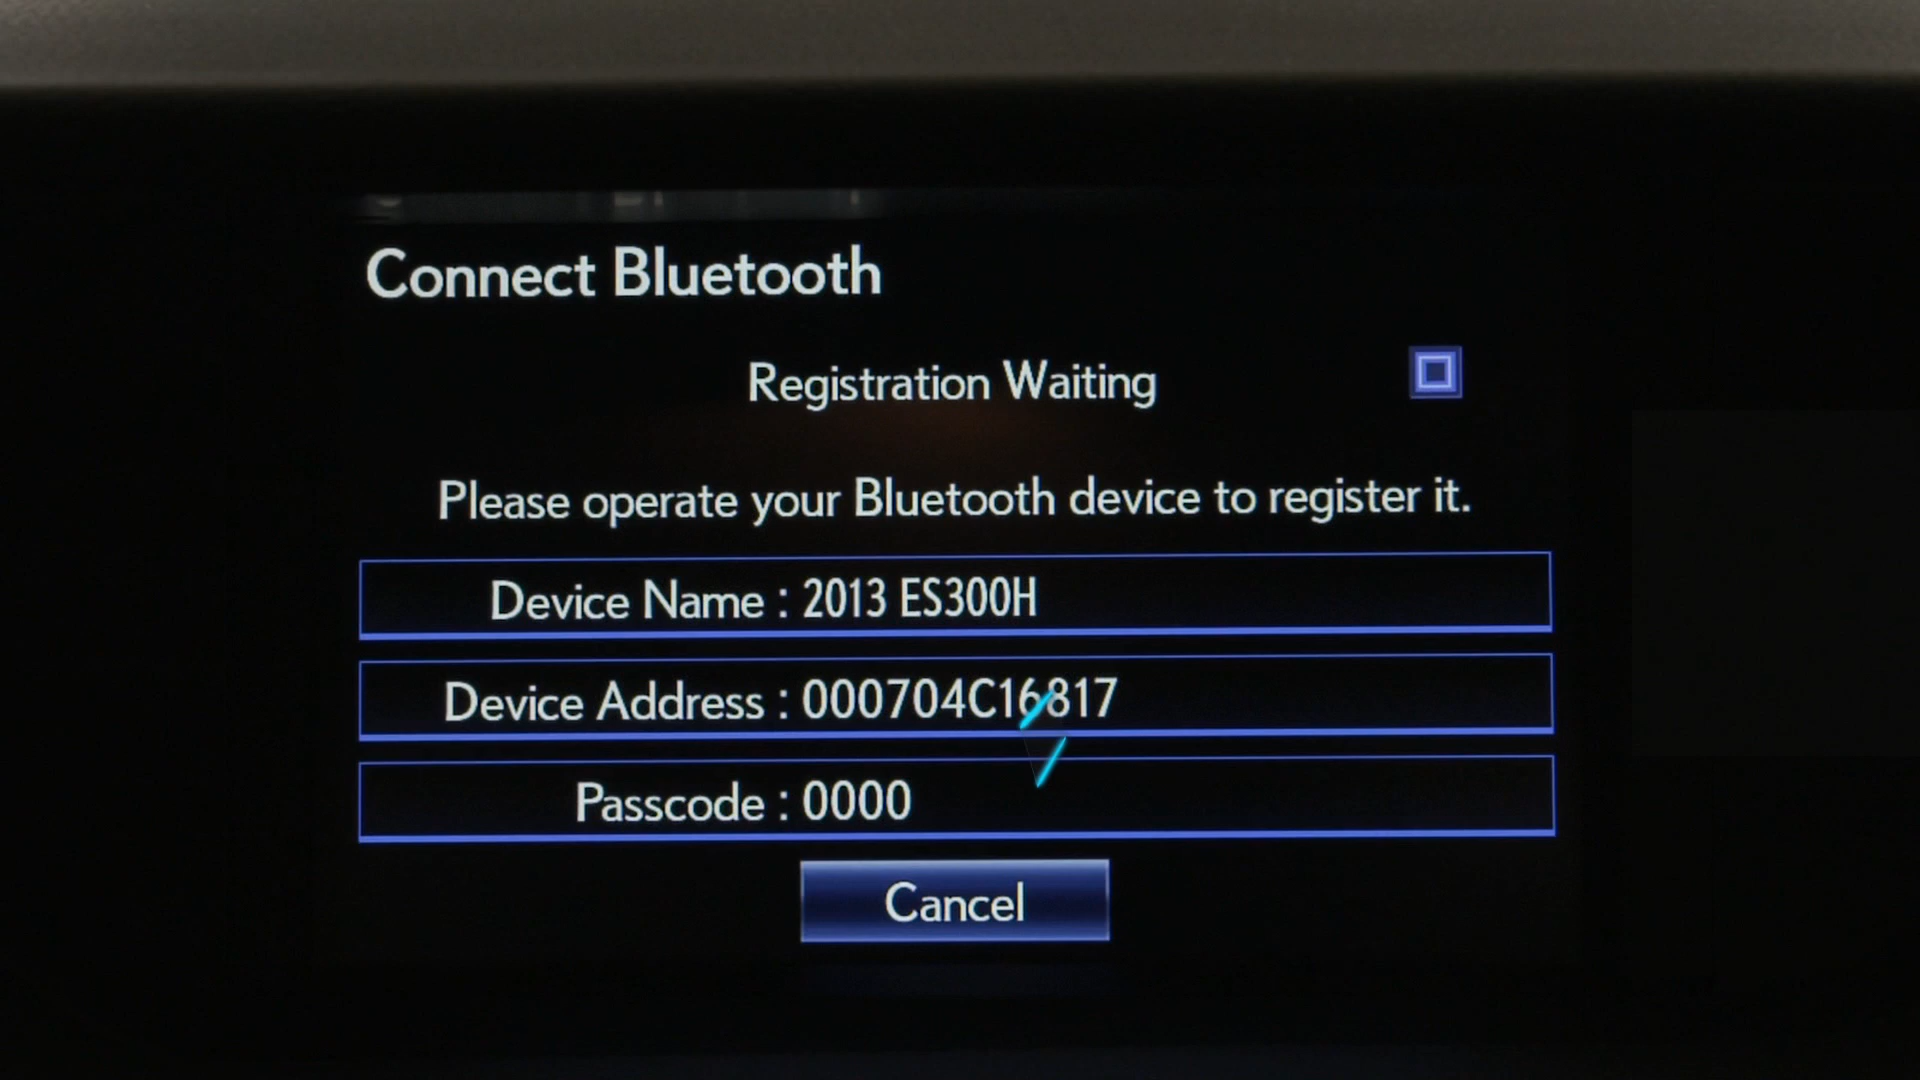 Connect Bluetooth
Registration Waiting
Please operate your Bluetooth device to register it.
Device Name : 2013 ES300H
Device Address : 000704C16817
Passcode : 0000
Cancel